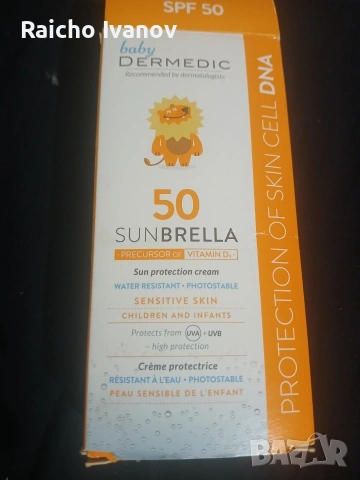 Raicho Ivanov
SPF 50
baby
DERMEDIC
Recommended by dermatologists
50
SUNBRELLA
PRECURSOR OF VITAMIN D₃
Sun protection cream
WATER RESISTANT • PHOTOSTABLE
SENSITIVE SKIN
CHILDREN AND INFANTS
Protects from UVA + UVB
– high protection
Crème protectrice
RÉSISTANT À L'EAU • PHOTOSTABLE
PEAU SENSIBLE DE L'ENFANT
PROTECTION OF SKIN CELL DNA
BAZAR
bg